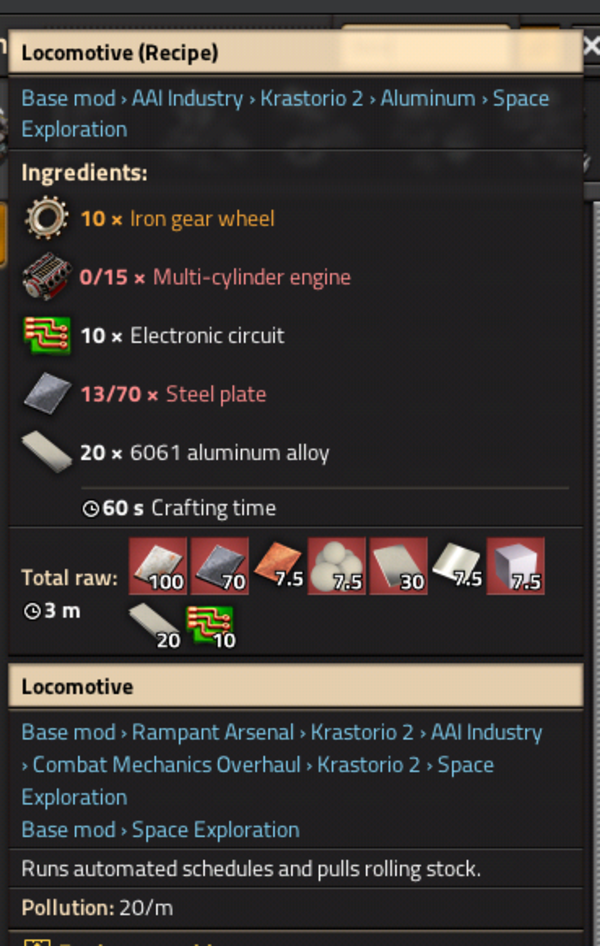 Locomotive (Recipe)
Base mod › AAI Industry › Krastorio 2 › Aluminum › Space
Exploration
Ingredients:
10 × Iron gear wheel
0/15 × Multi-cylinder engine
10 × Electronic circuit
13/70 × Steel plate
20 × 6061 aluminum alloy
60 s Crafting time
Total raw: 100 70 7.5 7.5 30 7.5 7.5
3 m 20 10
Locomotive
Base mod › Rampant Arsenal › Krastorio 2 › AAI Industry
› Combat Mechanics Overhaul › Krastorio 2 › Space
Exploration
Base mod › Space Exploration
Runs automated schedules and pulls rolling stock.
Pollution: 20/m